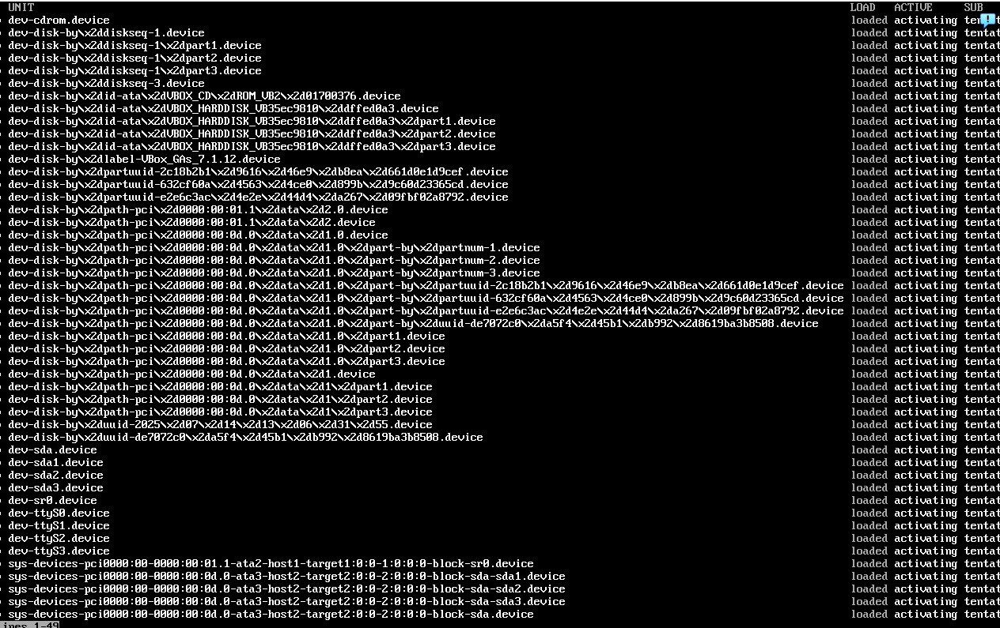 UNIT LOAD ACTIVE SUB
dev-cdrom.device loaded activating tentat
dev-disk-by\x2ddiskseq-1.device loaded activating tentat
dev-disk-by\x2ddiskseq-1\x2dpart1.device loaded activating tentat
dev-disk-by\x2ddiskseq-1\x2dpart2.device loaded activating tentat
dev-disk-by\x2ddiskseq-1\x2dpart3.device loaded activating tentat
dev-disk-by\x2ddiskseq-3.device loaded activating tentat
dev-disk-by\x2did-ata\x2dVBOX_CD\x2dROM_VB2\x2d01700376.device loaded activating tentat
dev-disk-by\x2did-ata\x2dVBOX_HARDDISK_VB35ec9810\x2ddffed0a3.device loaded activating tentat
dev-disk-by\x2did-ata\x2dVBOX_HARDDISK_VB35ec9810\x2ddffed0a3\x2dpart1.device loaded activating tentat
dev-disk-by\x2did-ata\x2dVBOX_HARDDISK_VB35ec9810\x2ddffed0a3\x2dpart2.device loaded activating tentat
dev-disk-by\x2did-ata\x2dVBOX_HARDDISK_VB35ec9810\x2ddffed0a3\x2dpart3.device loaded activating tentat
dev-disk-by\x2dlabel-VBox_GAs_7.1.12.device loaded activating tentat
dev-disk-by\x2dpartuuid-2c18b2b1\x2d9616\x2d46e9\x2db8ea\x2d661d0e1d9cef.device loaded activating tentat
dev-disk-by\x2dpartuuid-632cf60a\x2d4563\x2d4ce0\x2d899b\x2d9c60d23365cd.device loaded activating tentat
dev-disk-by\x2dpartuuid-e2e6c3ac\x2d4e2e\x2d44d4\x2da267\x2d09fbf02a8792.device loaded activating tentat
dev-disk-by\x2dpath-pci\x2d0000:00:01.1\x2data\x2d2.0.device loaded activating tentat
dev-disk-by\x2dpath-pci\x2d0000:00:01.1\x2data\x2d2.device loaded activating tentat
dev-disk-by\x2dpath-pci\x2d0000:00:0d.0\x2data\x2d1.0.device loaded activating tentat
dev-disk-by\x2dpath-pci\x2d0000:00:0d.0\x2data\x2d1.0\x2dpart-by\x2dpartnum-1.device loaded activating tentat
dev-disk-by\x2dpath-pci\x2d0000:00:0d.0\x2data\x2d1.0\x2dpart-by\x2dpartnum-2.device loaded activating tentat
dev-disk-by\x2dpath-pci\x2d0000:00:0d.0\x2data\x2d1.0\x2dpart-by\x2dpartnum-3.device loaded activating tentat
dev-disk-by\x2dpath-pci\x2d0000:00:0d.0\x2data\x2d1.0\x2dpart-by\x2dpartuuid-2c18b2b1\x2d9616\x2d46e9\x2db8ea\x2d661d0e1d9cef.device loaded activating tentat
dev-disk-by\x2dpath-pci\x2d0000:00:0d.0\x2data\x2d1.0\x2dpart-by\x2dpartuuid-632cf60a\x2d4563\x2d4ce0\x2d899b\x2d9c60d23365cd.device loaded activating tentat
dev-disk-by\x2dpath-pci\x2d0000:00:0d.0\x2data\x2d1.0\x2dpart-by\x2dpartuuid-e2e6c3ac\x2d4e2e\x2d44d4\x2da267\x2d09fbf02a8792.device loaded activating tentat
dev-disk-by\x2dpath-pci\x2d0000:00:0d.0\x2data\x2d1.0\x2dpart-by\x2duuid-de7072c0\x2da5f4\x2d45b1\x2db992\x2d8619ba3b8508.device loaded activating tentat
dev-disk-by\x2dpath-pci\x2d0000:00:0d.0\x2data\x2d1.0\x2dpart1.device loaded activating tentat
dev-disk-by\x2dpath-pci\x2d0000:00:0d.0\x2data\x2d1.0\x2dpart2.device loaded activating tentat
dev-disk-by\x2dpath-pci\x2d0000:00:0d.0\x2data\x2d1.0\x2dpart3.device loaded activating tentat
dev-disk-by\x2dpath-pci\x2d0000:00:0d.0\x2data\x2d1.device loaded activating tentat
dev-disk-by\x2dpath-pci\x2d0000:00:0d.0\x2data\x2d1\x2dpart1.device loaded activating tentat
dev-disk-by\x2dpath-pci\x2d0000:00:0d.0\x2data\x2d1\x2dpart2.device loaded activating tentat
dev-disk-by\x2dpath-pci\x2d0000:00:0d.0\x2data\x2d1\x2dpart3.device loaded activating tentat
dev-disk-by\x2duuid-2025\x2d07\x2d14\x2d13\x2d06\x2d31\x2d55.device loaded activating tentat
dev-disk-by\x2duuid-de7072c0\x2da5f4\x2d45b1\x2db992\x2d8619ba3b8508.device loaded activating tentat
dev-sda.device loaded activating tentat
dev-sda1.device loaded activating tentat
dev-sda2.device loaded activating tentat
dev-sda3.device loaded activating tentat
dev-sr0.device loaded activating tentat
dev-ttyS0.device loaded activating tentat
dev-ttyS1.device loaded activating tentat
dev-ttyS2.device loaded activating tentat
dev-ttyS3.device loaded activating tentat
sys-devices-pci0000:00-0000:00:01.1-ata2-host1-target1:0:0-1:0:0:0-block-sr0.device loaded activating tentat
sys-devices-pci0000:00-0000:00:0d.0-ata3-host2-target2:0:0-2:0:0:0-block-sda-sda1.device loaded activating tentat
sys-devices-pci0000:00-0000:00:0d.0-ata3-host2-target2:0:0-2:0:0:0-block-sda-sda2.device loaded activating tentat
sys-devices-pci0000:00-0000:00:0d.0-ata3-host2-target2:0:0-2:0:0:0-block-sda-sda3.device loaded activating tentat
sys-devices-pci0000:00-0000:00:0d.0-ata3-host2-target2:0:0-2:0:0:0-block-sda.device loaded activating tentat
ines 1-49